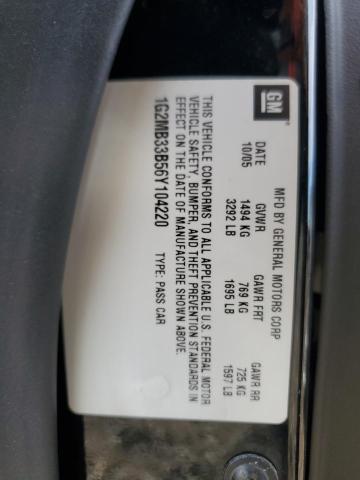 GM
MFD BY GENERAL MOTORS CORP
DATE GVWR GAWR FRT GAWR RR
10/05 1494 KG 769 KG 725 KG
3292 LB 1695 LB 1597 LB
THIS VEHICLE CONFORMS TO ALL APPLICABLE U.S. FEDERAL MOTOR
VEHICLE SAFETY, BUMPER, AND THEFT PREVENTION STANDARDS IN
EFFECT ON THE DATE OF MANUFACTURE SHOWN ABOVE.
1G2MB33B56Y104220 TYPE: PASS CAR